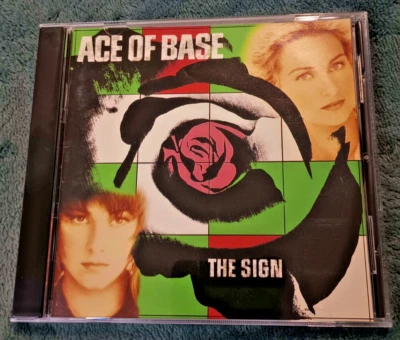 ACE OF BASE
THE SIGN